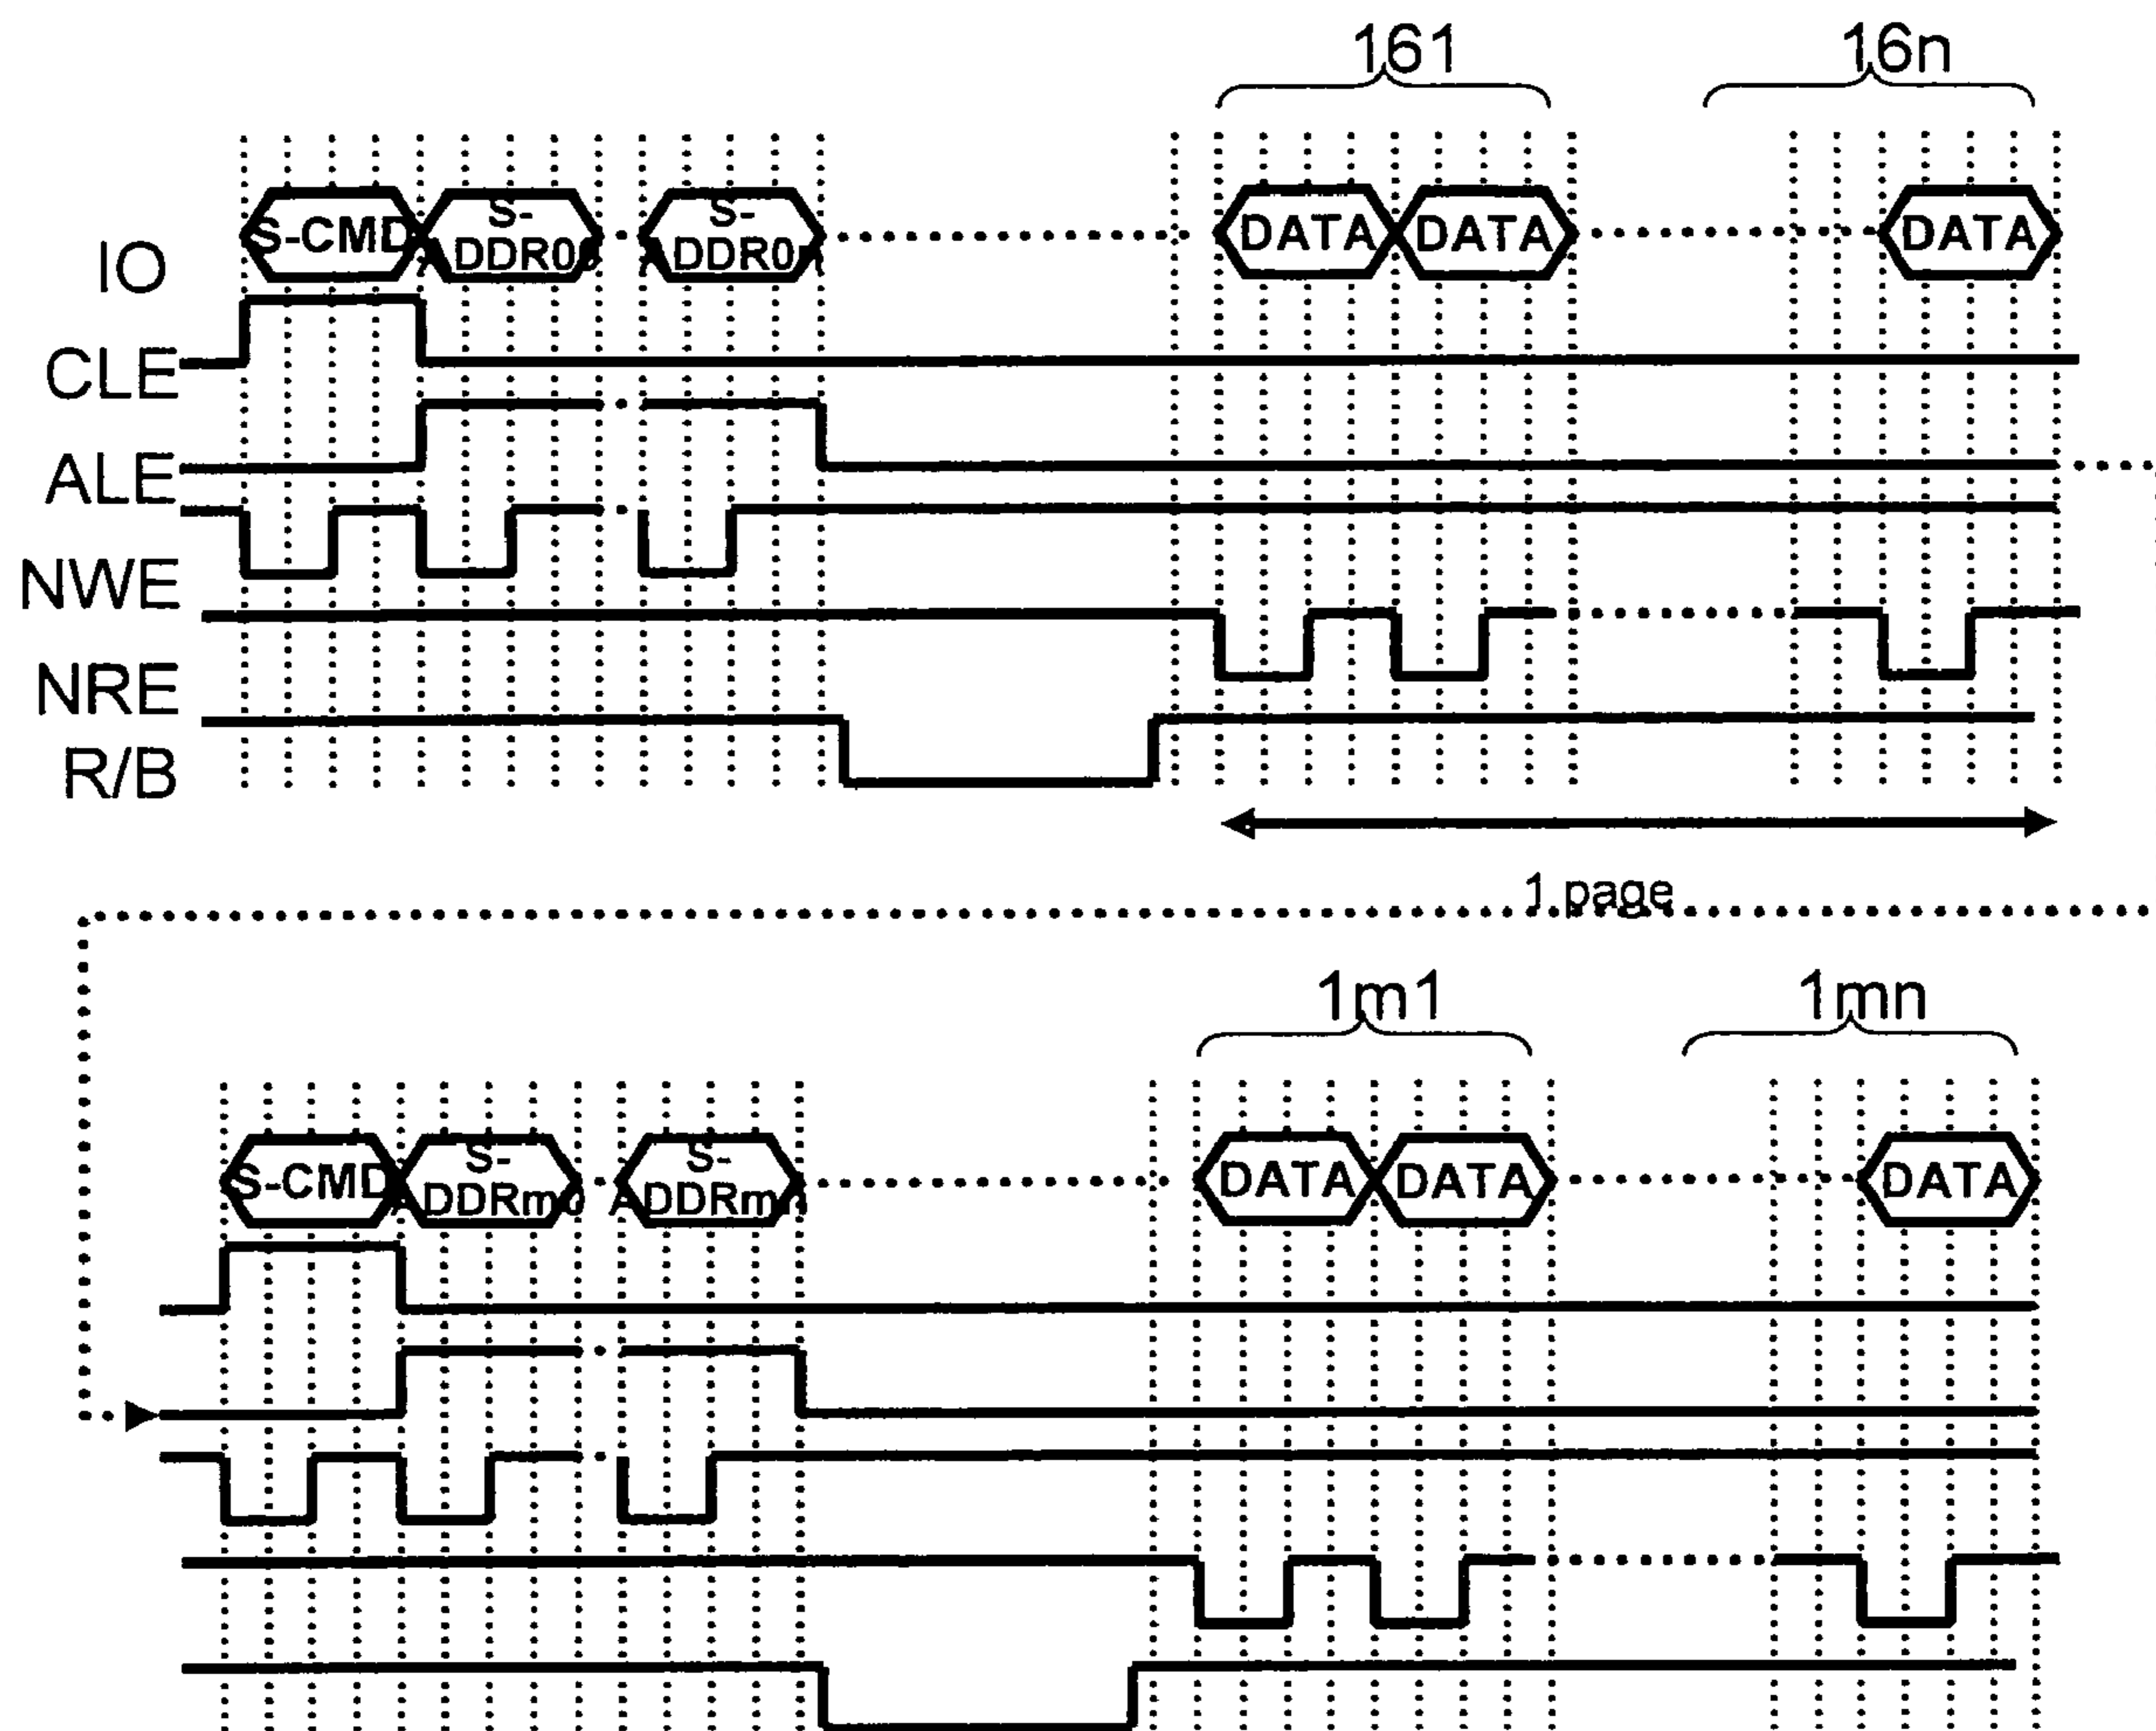 161 16n
S-CMD S-ADDR00 S-ADDR0n DATA DATA DATA
IO
CLE
ALE
NWE
NRE
R/B
1 page
1m1 1mn
S-CMD S-ADDRm0 S-ADDRmn DATA DATA DATA